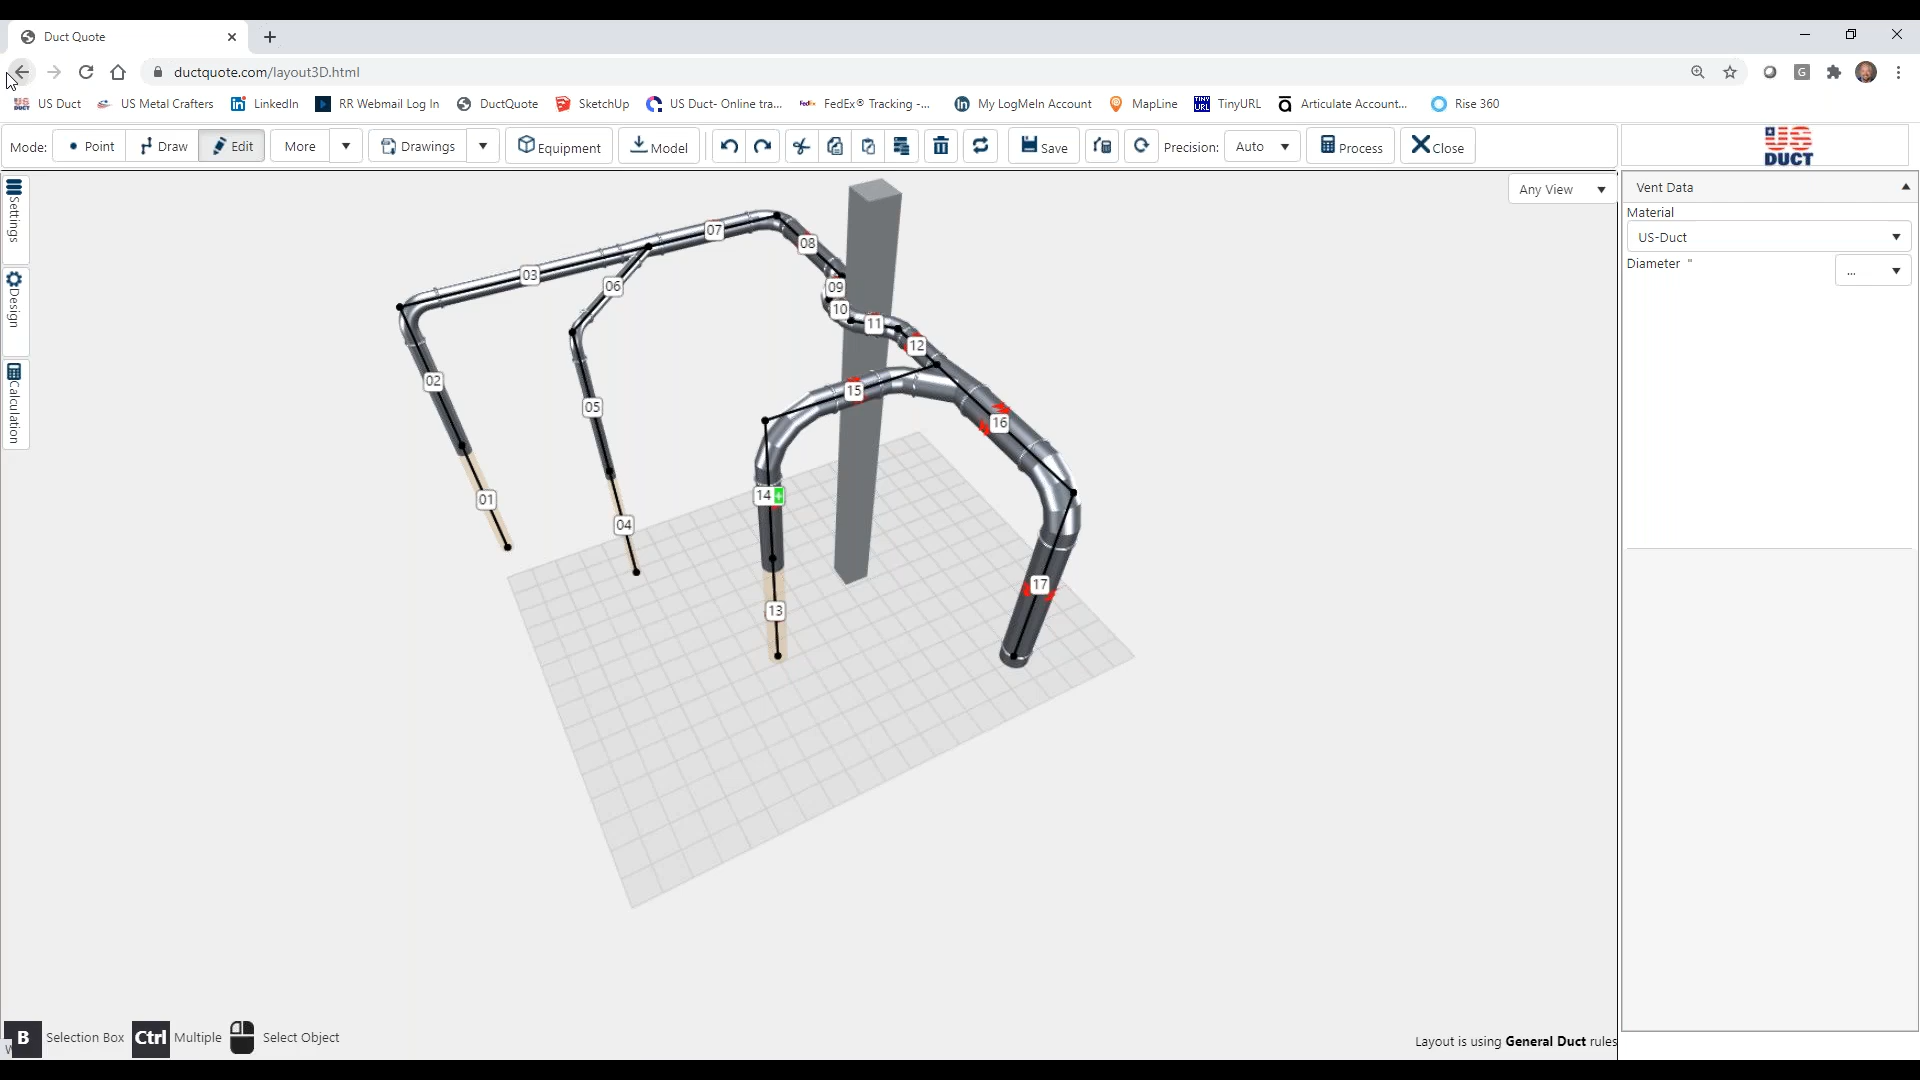 Duct Quote
ductquote.com/layout3D.html
US Duct US Metal Crafters LinkedIn RR Webmail Log In DuctQuote SketchUp US Duct- Online tra... FedEx® Tracking -... My LogMeIn Account MapLine TinyURL Articulate Account... Rise 360
Mode: Point Draw Edit More Drawings Equipment Model Save Precision: Auto Process Close
US DUCT
Settings
Design
Calculation
Any View
Vent Data
Material
US-Duct
Diameter " ...
07
08
03
06
09
10
11
12
02
15
05
16
14 +
01
04
17
13
B Selection Box Ctrl Multiple Select Object
Layout is using General Duct rules